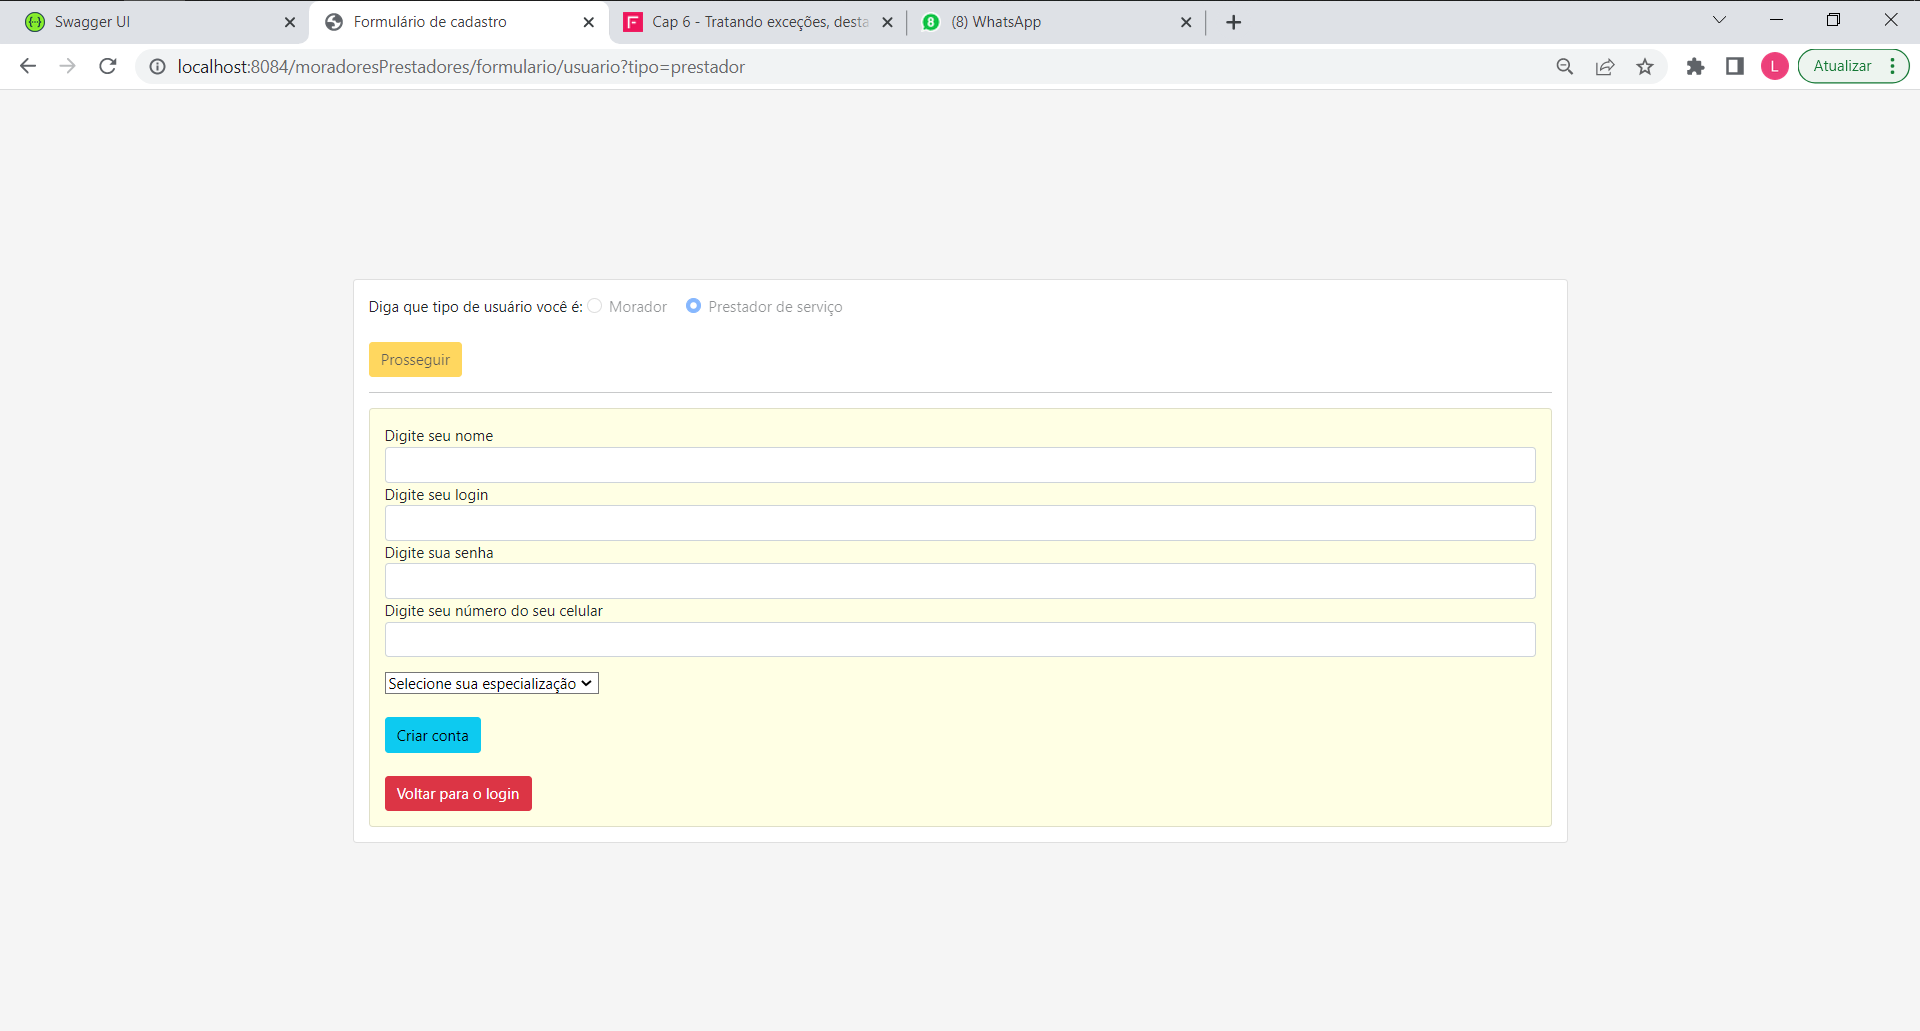 Swagger UI
Formulário de cadastro
Cap 6 - Tratando exceções, desta
8
(8) WhatsApp
localhost:8084/moradoresPrestadores/formulario/usuario?tipo=prestador
L
Atualizar
Diga que tipo de usuário você é: Morador Prestador de serviço
Prosseguir
Digite seu nome
Digite seu login
Digite sua senha
Digite seu número do seu celular
Selecione sua especialização
Criar conta
Voltar para o login